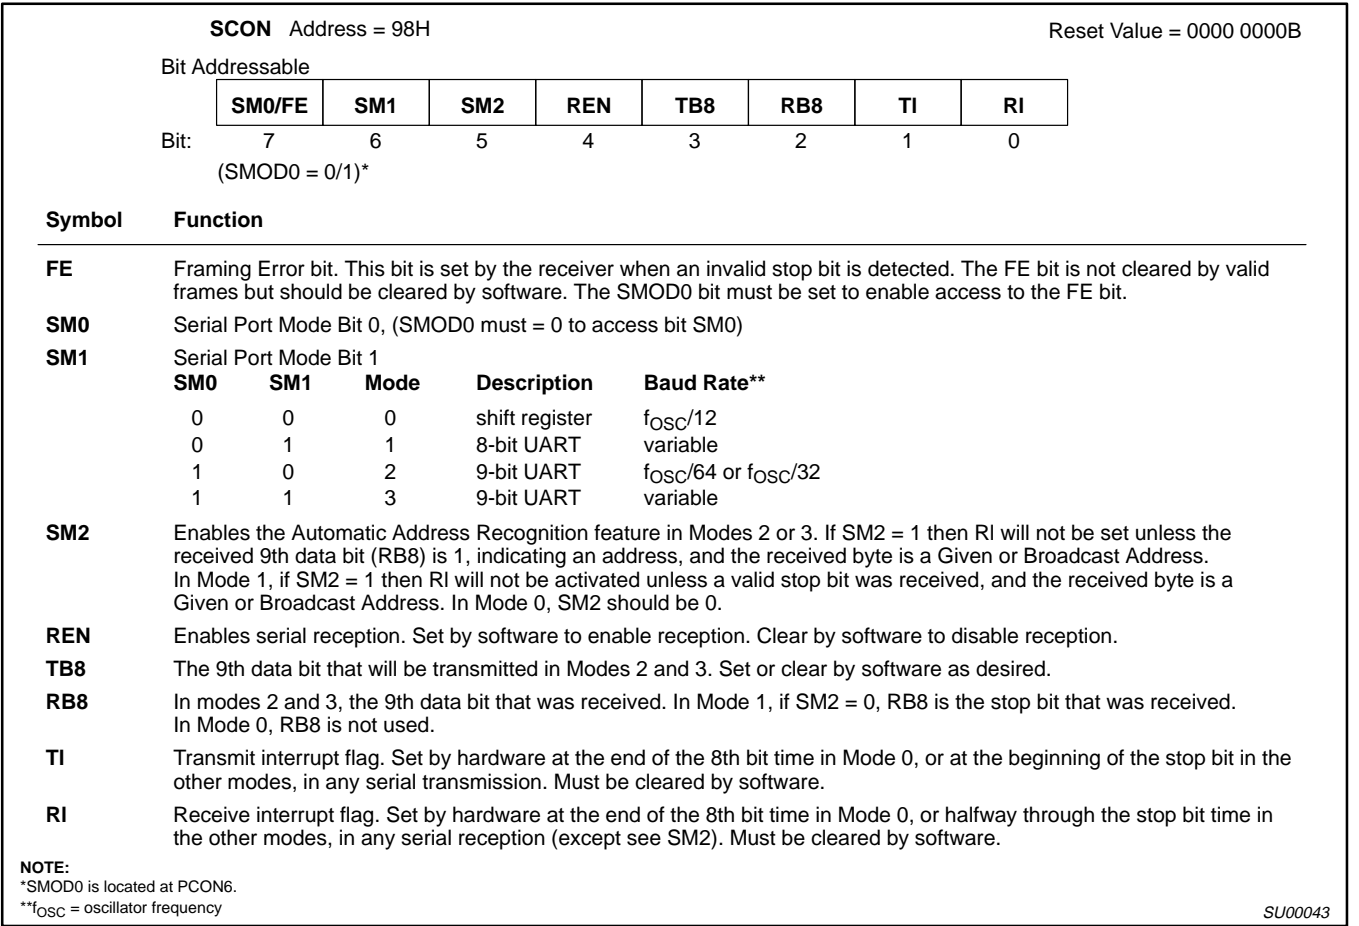 SCON Address = 98H Reset Value = 0000 0000B
Bit Addressable
SM0/FE SM1 SM2 REN TB8 RB8 TI RI
Bit: 7 6 5 4 3 2 1 0
(SMOD0 = 0/1)*
Symbol Function
FE Framing Error bit. This bit is set by the receiver when an invalid stop bit is detected. The FE bit is not cleared by valid
frames but should be cleared by software. The SMOD0 bit must be set to enable access to the FE bit.
SM0 Serial Port Mode Bit 0, (SMOD0 must = 0 to access bit SM0)
SM1 Serial Port Mode Bit 1
SM0 SM1 Mode Description Baud Rate**
0 0 0 shift register fOSC/12
0 1 1 8-bit UART variable
1 0 2 9-bit UART fOSC/64 or fOSC/32
1 1 3 9-bit UART variable
SM2 Enables the Automatic Address Recognition feature in Modes 2 or 3. If SM2 = 1 then RI will not be set unless the
received 9th data bit (RB8) is 1, indicating an address, and the received byte is a Given or Broadcast Address.
In Mode 1, if SM2 = 1 then RI will not be activated unless a valid stop bit was received, and the received byte is a
Given or Broadcast Address. In Mode 0, SM2 should be 0.
REN Enables serial reception. Set by software to enable reception. Clear by software to disable reception.
TB8 The 9th data bit that will be transmitted in Modes 2 and 3. Set or clear by software as desired.
RB8 In modes 2 and 3, the 9th data bit that was received. In Mode 1, if SM2 = 0, RB8 is the stop bit that was received.
In Mode 0, RB8 is not used.
TI Transmit interrupt flag. Set by hardware at the end of the 8th bit time in Mode 0, or at the beginning of the stop bit in the
other modes, in any serial transmission. Must be cleared by software.
RI Receive interrupt flag. Set by hardware at the end of the 8th bit time in Mode 0, or halfway through the stop bit time in
the other modes, in any serial reception (except see SM2). Must be cleared by software.
NOTE:
*SMOD0 is located at PCON6.
**fOSC = oscillator frequency
SU00043